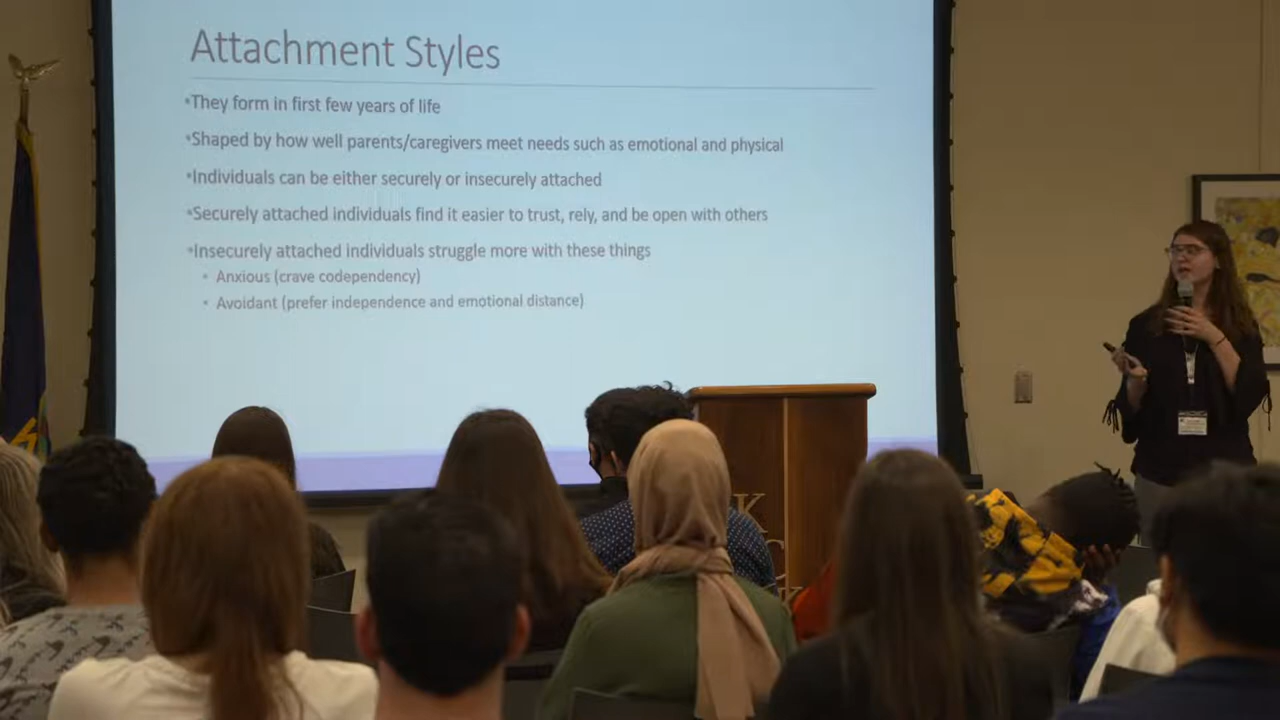 Attachment Styles
•They form in first few years of life
•Shaped by how well parents/caregivers meet needs such as emotional and physical
•Individuals can be either securely or insecurely attached
•Securely attached individuals find it easier to trust, rely, and be open with others
•Insecurely attached individuals struggle more with these things
• Anxious (crave codependency)
• Avoidant (prefer independence and emotional distance)
K